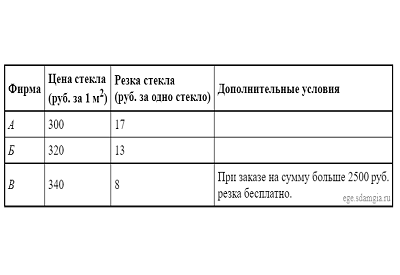 Фирма Цена стекла (руб. за 1 м²) Резка стекла (руб. за одно стекло) Дополнительные условия
А 300 17
Б 320 13
В 340 8 При заказе на сумму больше 2500 руб. резка бесплатно.
ege.sdamgia.ru